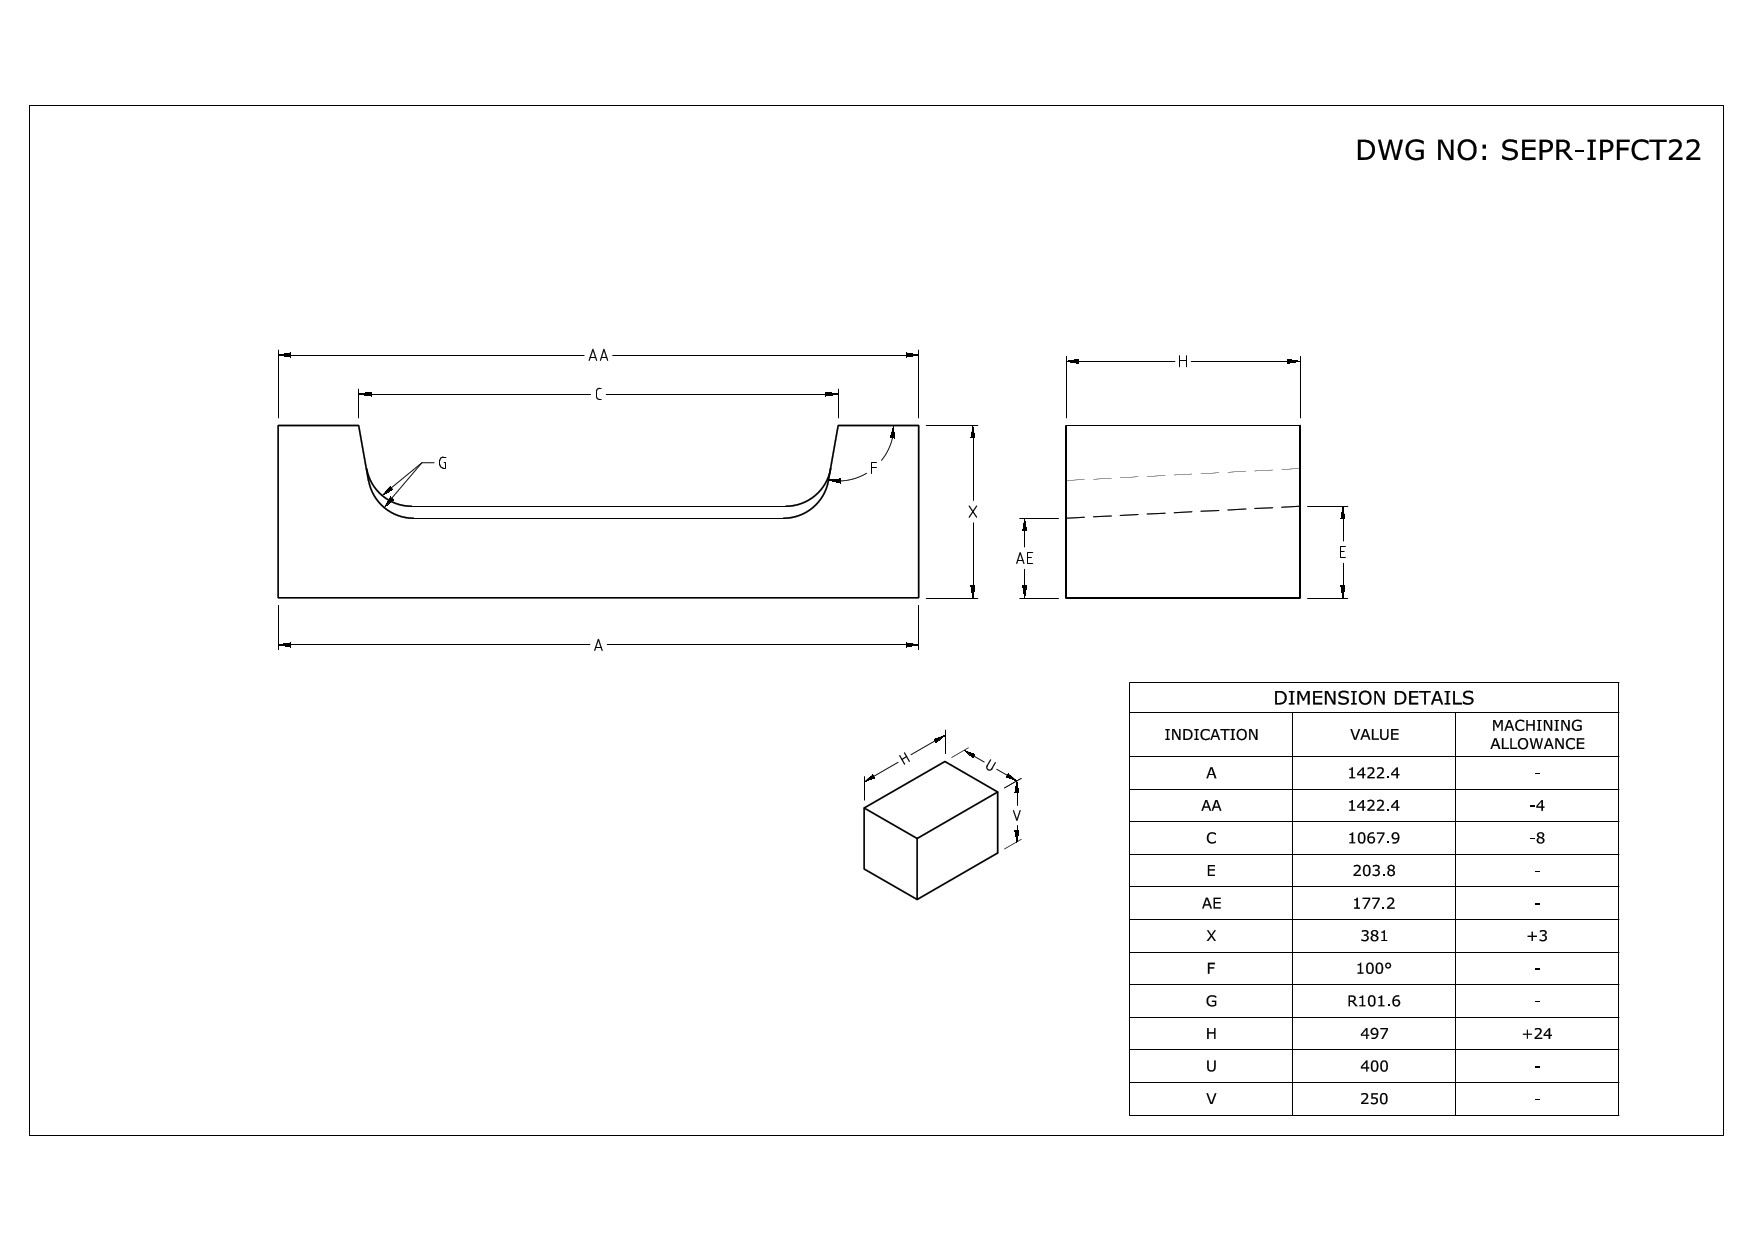 DWG NO: SEPR-IPFCT22
AA
H
C
G
F
X
AE
E
A
H
U
V
DIMENSION DETAILS
INDICATION VALUE MACHINING ALLOWANCE
A 1422.4 -
AA 1422.4 -4
C 1067.9 -8
E 203.8 -
AE 177.2 -
X 381 +3
F 100° -
G R101.6 -
H 497 +24
U 400 -
V 250 -